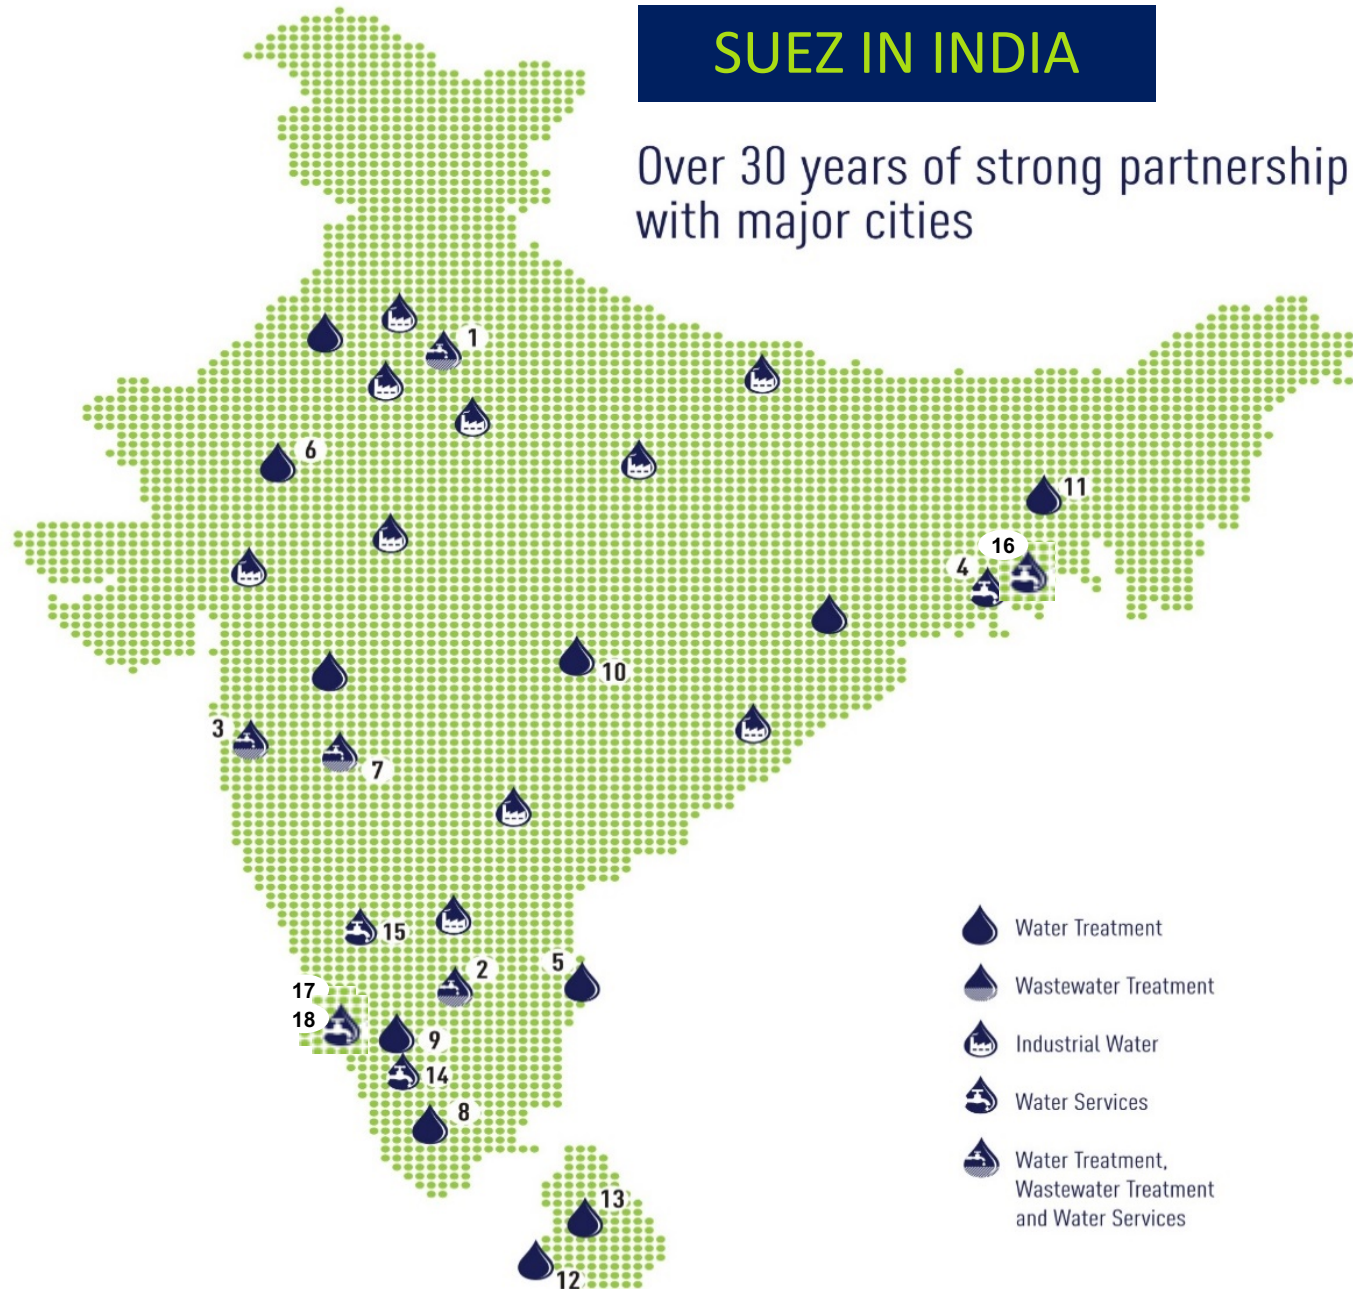 SUEZ IN INDIA
Over 30 years of strong partnership
with major cities
1
6
11
16
4
10
3
7
15
2
5
17
18
9
14
8
13
12
Water Treatment
Wastewater Treatment
Industrial Water
Water Services
Water Treatment,
Wastewater Treatment
and Water Services